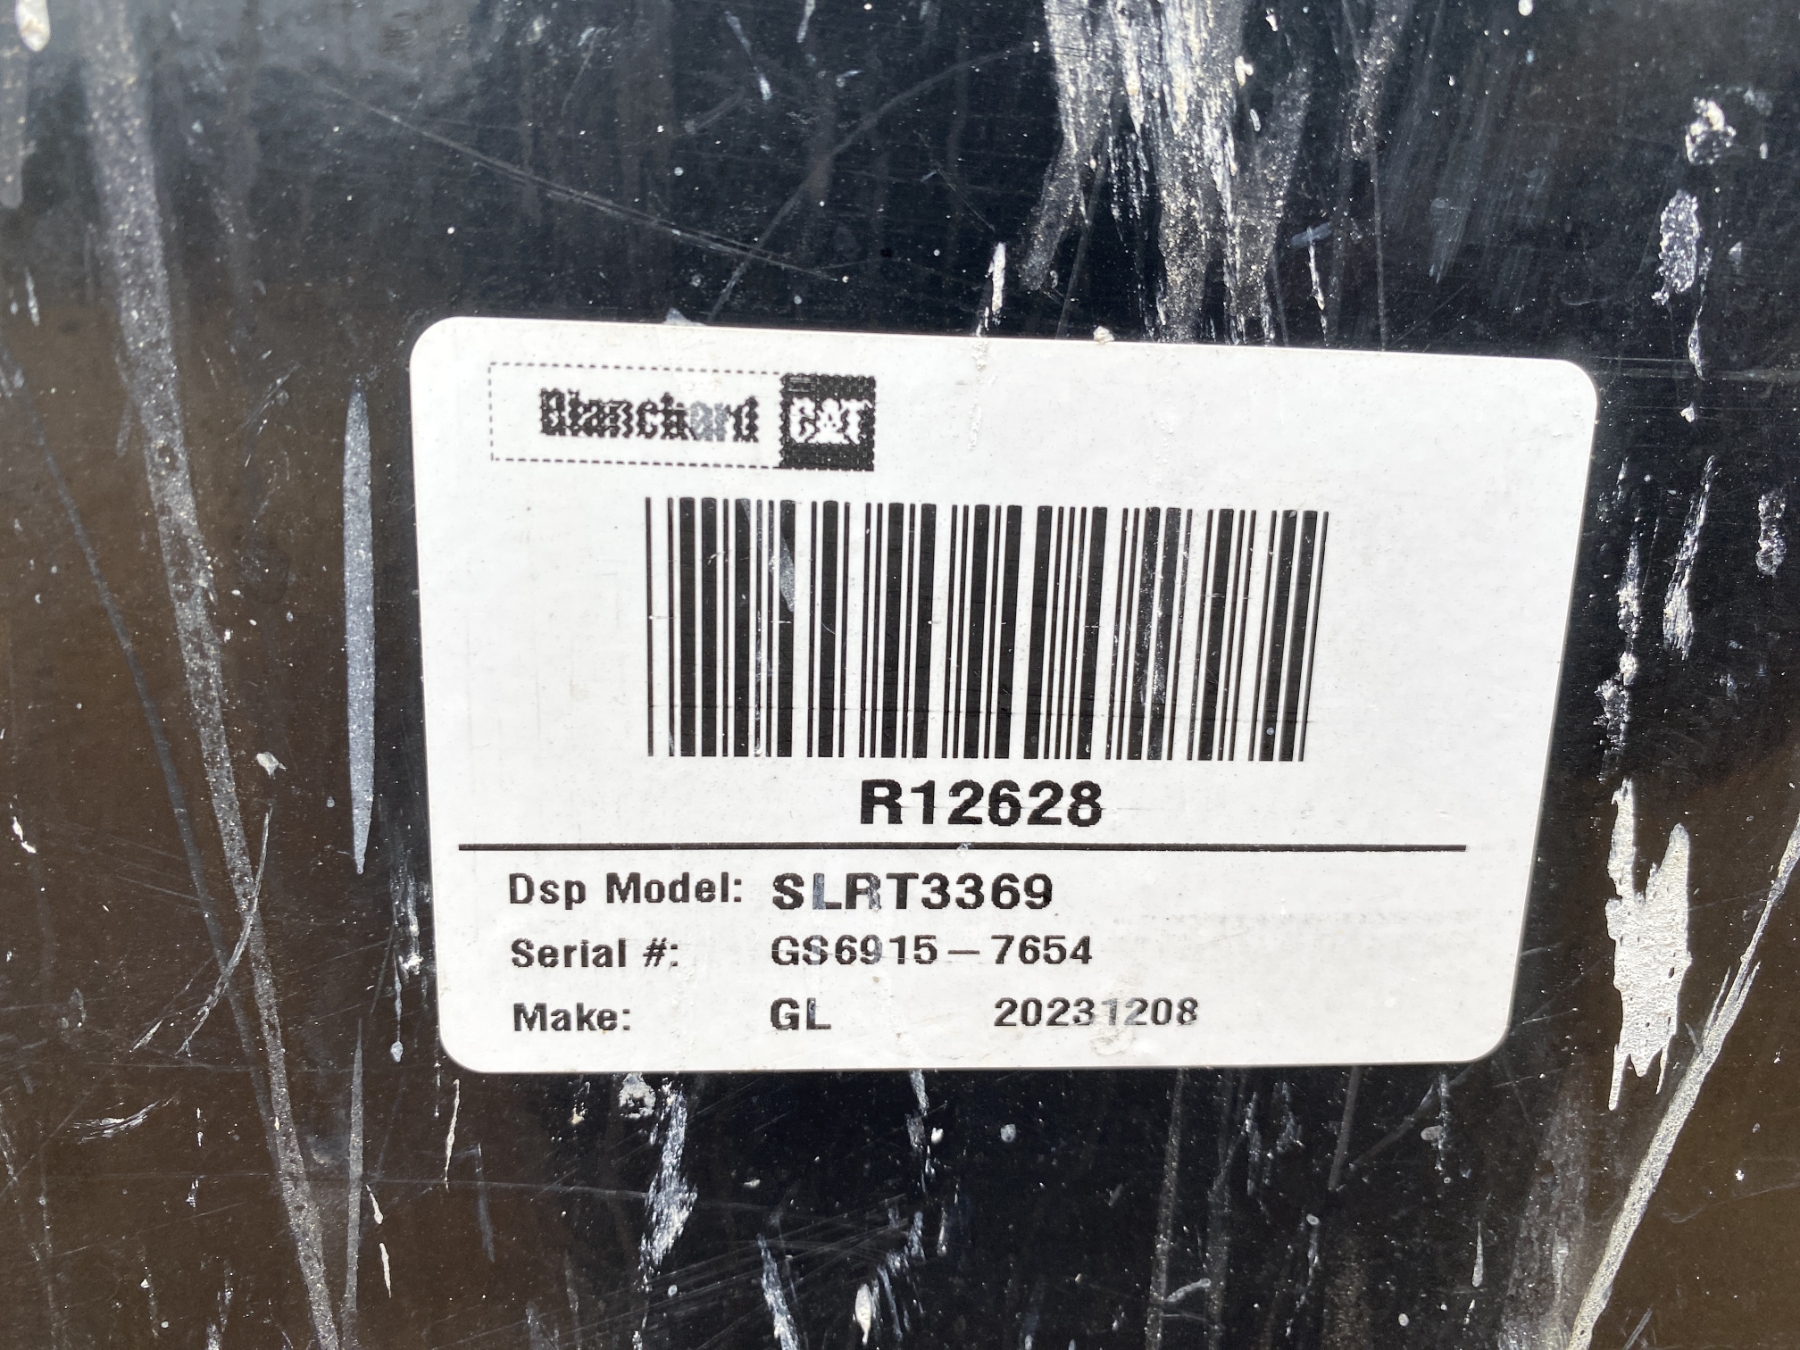 Blanchard CAT
R12628
Dsp Model: SLRT3369
Serial #: GS6915-7654
Make: GL 20231208